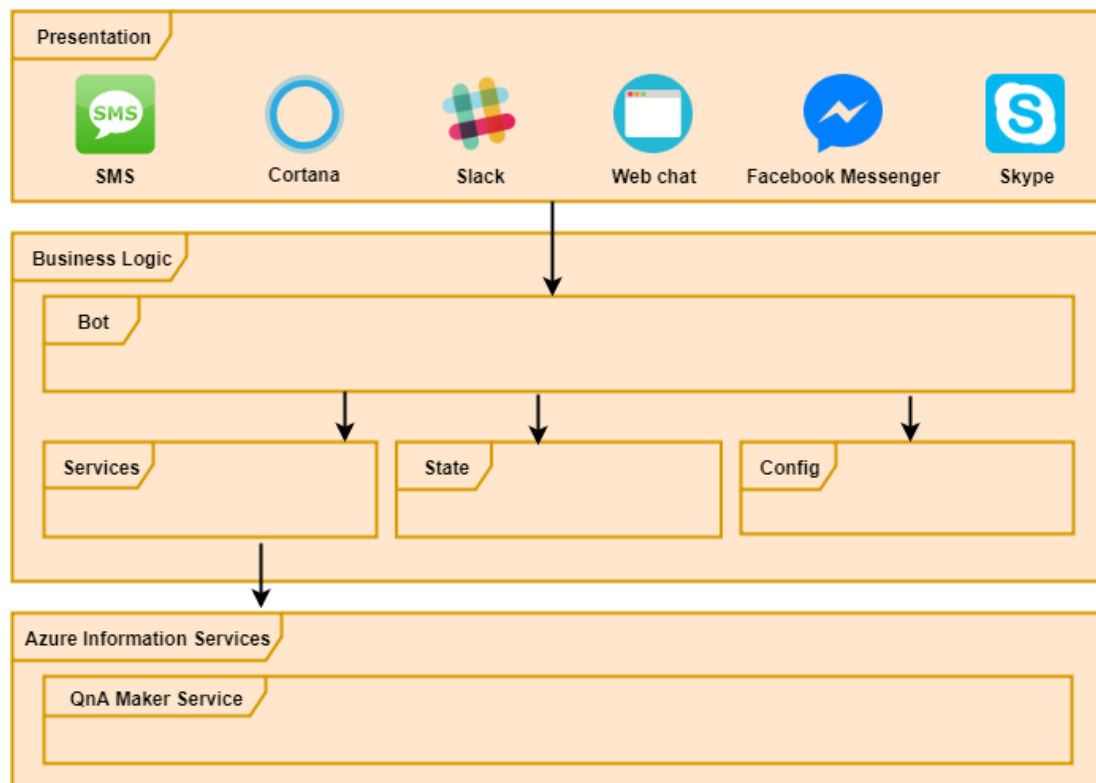 Presentation
SMS
SMS
Cortana
Slack
Web chat
Facebook Messenger
S
Skype
Business Logic
Bot
Services
State
Config
Azure Information Services
QnA Maker Service